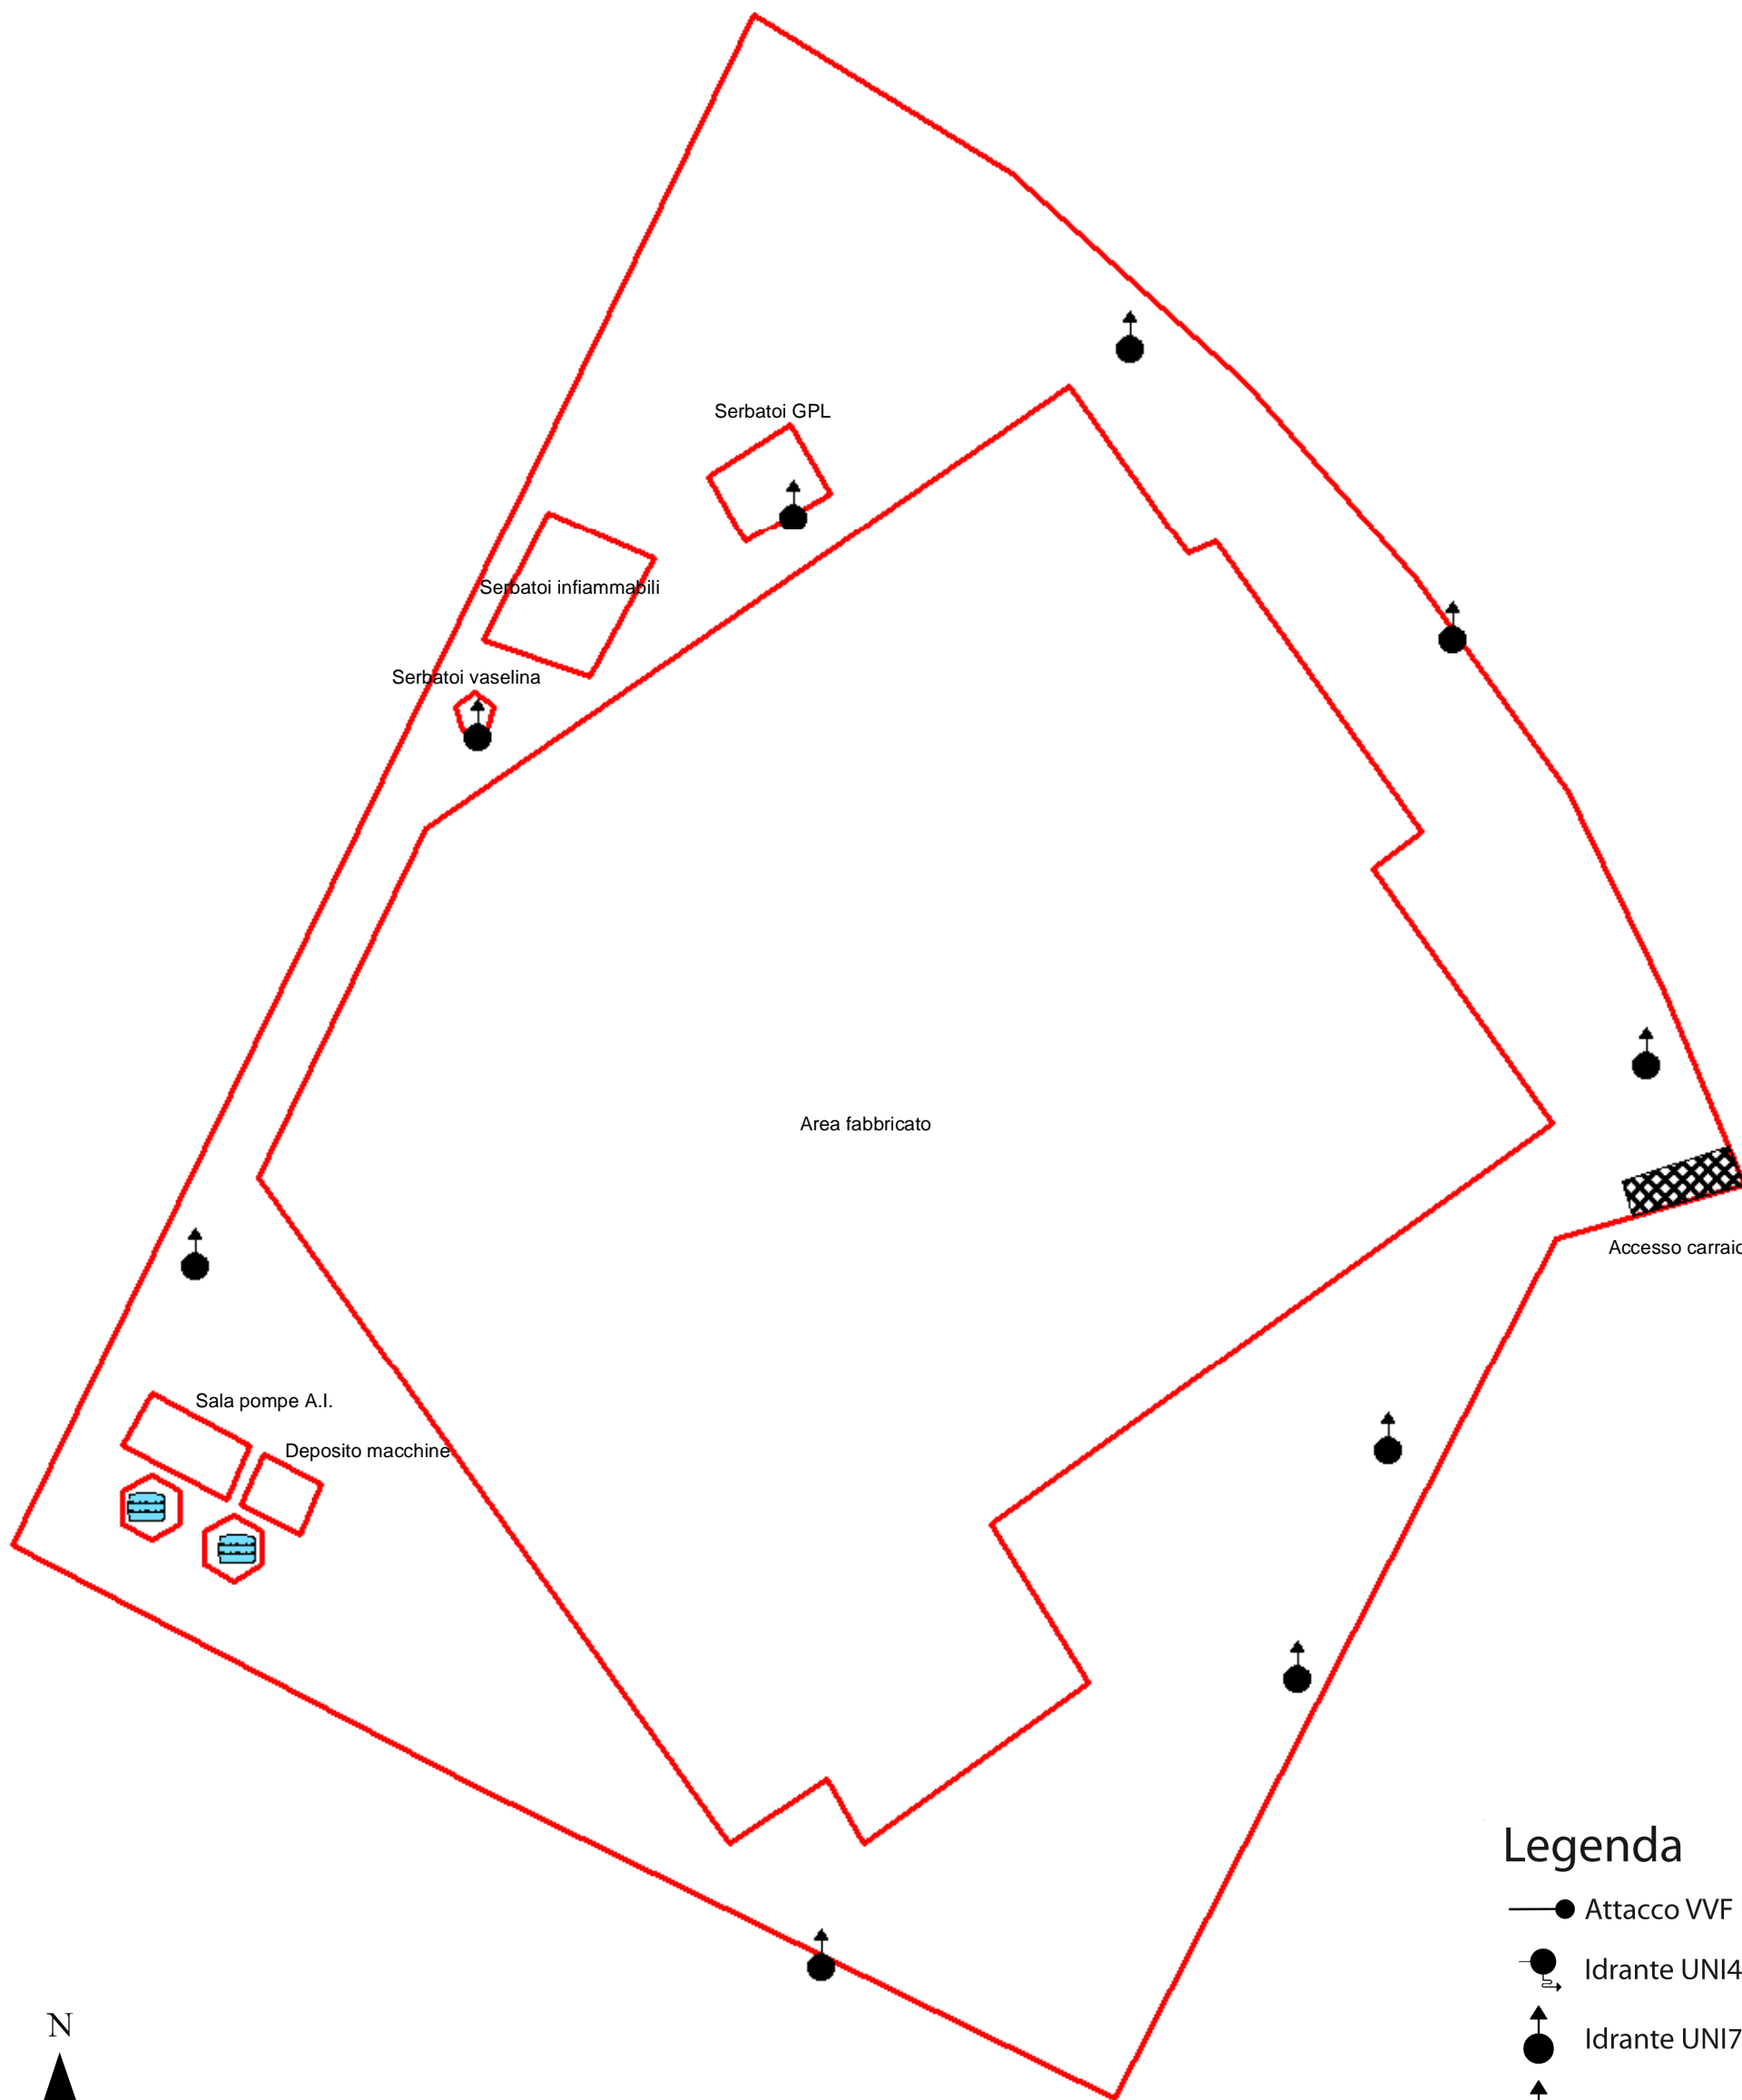 Serbatoi GPL
Serbatoi infiammabili
Serbatoi vaselina
Area fabbricato
Accesso carraio
Sala pompe A.I.
Deposito macchine
Legenda
Attacco VVF
Idrante UNI4
Idrante UNI7
N